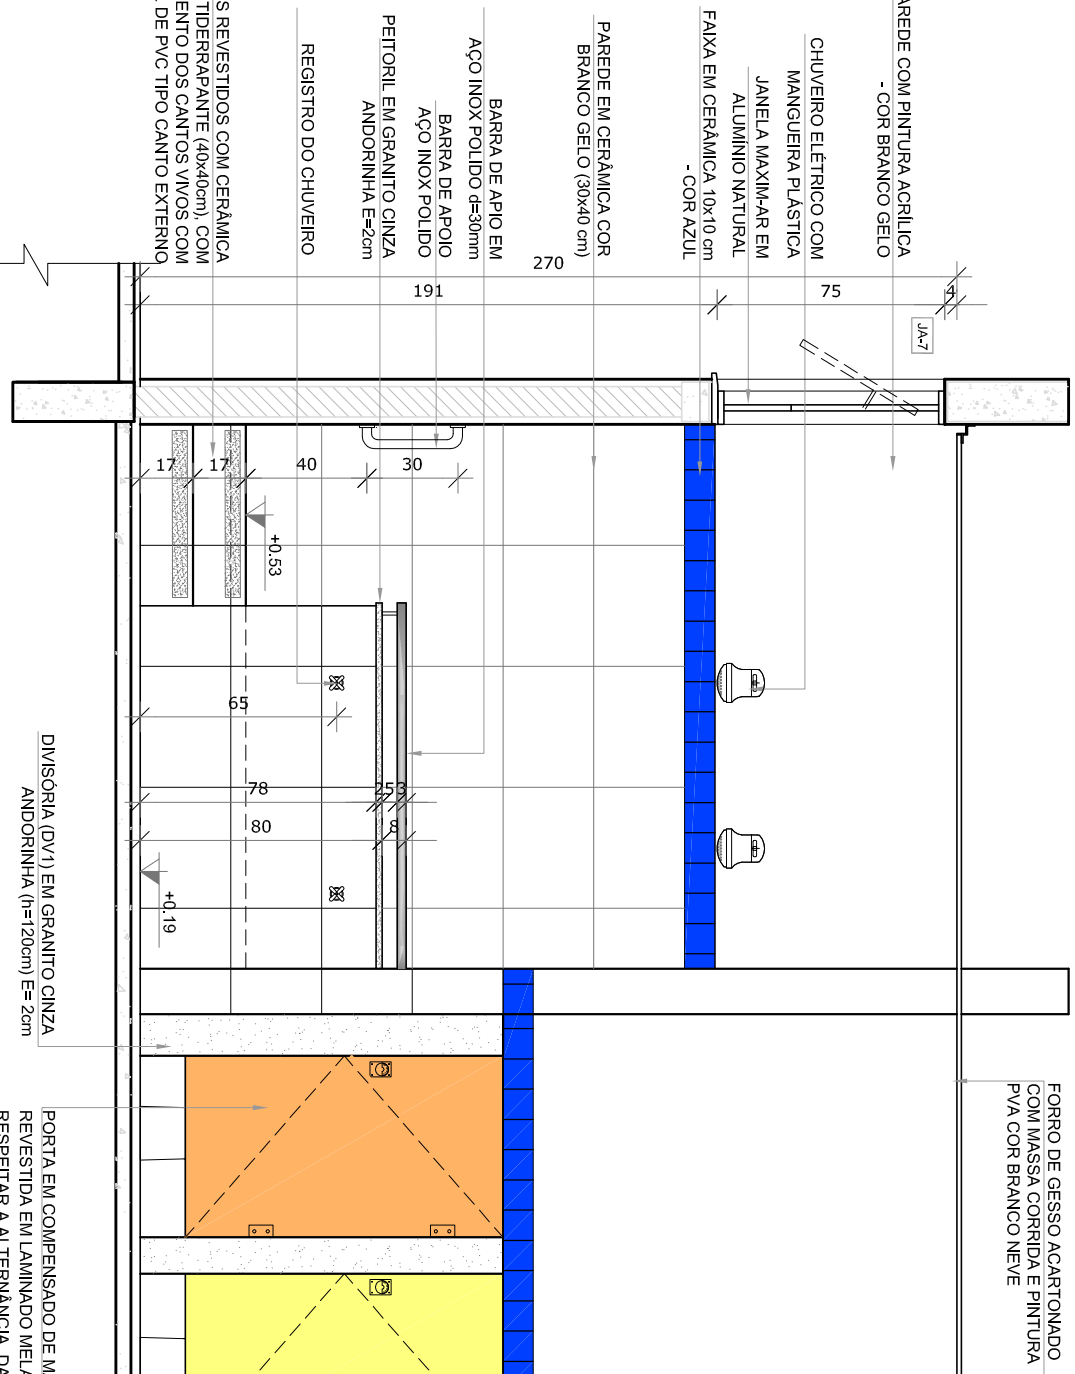 AREDE COM PINTURA ACRÍLICA
- COR BRANCO GELO
CHUVEIRO ELÉTRICO COM
MANGUEIRA PLÁSTICA
JANELA MAXIM-AR EM
ALUMÍNIO NATURAL
FAIXA EM CERÂMICA 10x10 cm
- COR AZUL
PAREDE EM CERÂMICA COR
BRANCO GELO (30x40 cm)
BARRA DE APIO EM
AÇO INOX POLIDO d=30mm
BARRA DE APOIO
AÇO INOX POLIDO
PEITORIL EM GRANITO CINZA
ANDORINHA E=2cm
REGISTRO DO CHUVEIRO
S REVESTIDOS COM CERÂMICA
TIDERRAPANTE (40x40cm), COM
ENTO DOS CANTOS VIVOS COM
DE PVC TIPO CANTO EXTERNO
270
191
75
4
JA-7
17
17
40
30
+0.53
65
78
253
80
8
+0.19
DIVISÓRIA (DV1) EM GRANITO CINZA
ANDORINHA (h=120cm) E= 2cm
FORRO DE GESSO ACARTONADO
COM MASSA CORRIDA E PINTURA
PVA COR BRANCO NEVE
PORTA EM COMPENSADO DE M
REVESTIDA EM LAMINADO MELA
RESPEITAR A ALTERNÂNCIA DA